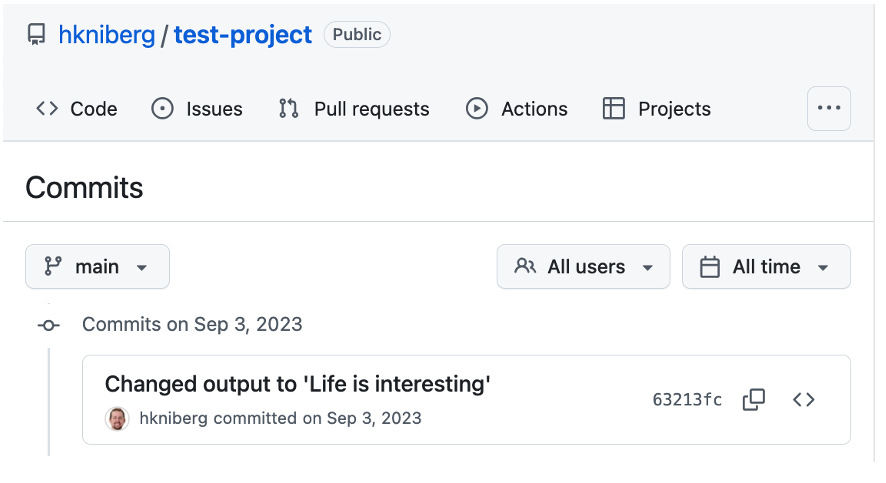 hkniberg / test-project Public
Code Issues Pull requests Actions Projects
Commits
main All users All time
Commits on Sep 3, 2023
Changed output to 'Life is interesting'
63213fc
hkniberg committed on Sep 3, 2023